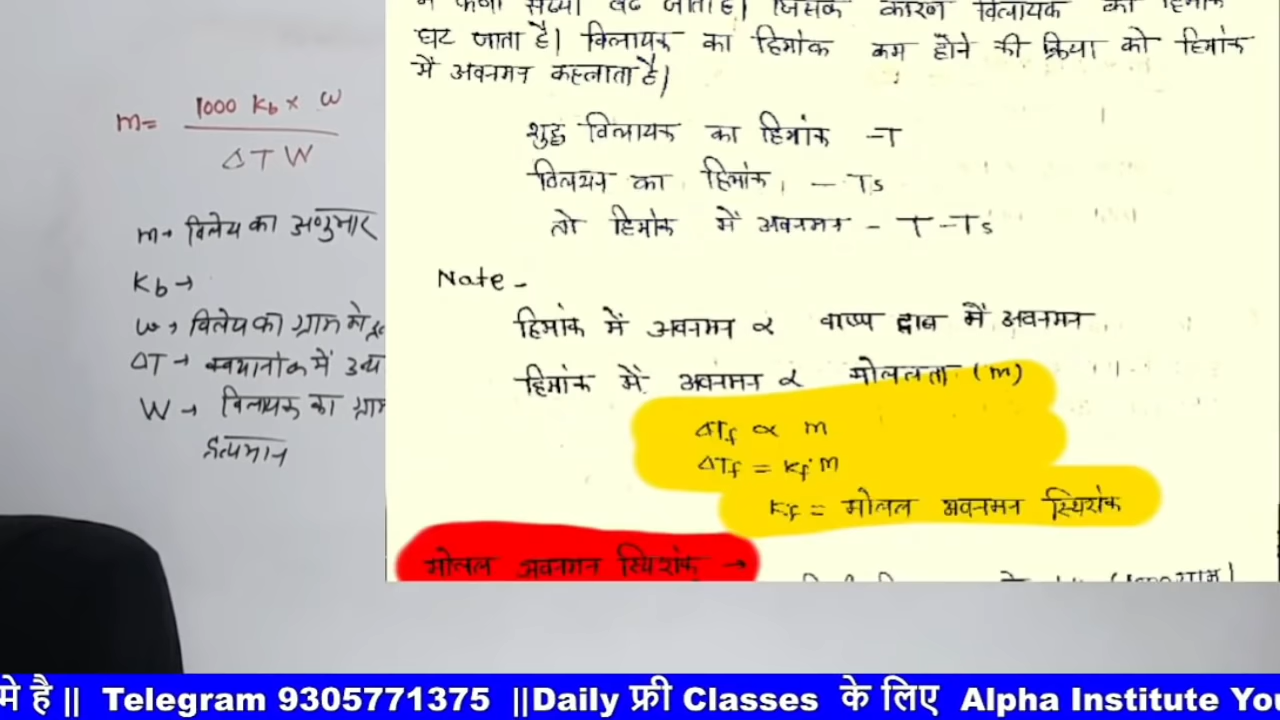 घट जाता है। विलायक का हिमांक कम होने की क्रिया को हिमांक
में अवनमन कहलाता है।
m= 1000 Kb × w
ΔT W
शुद्ध विलायक का हिमांक -T
विलयन का हिमांक, - Ts
तो हिमांक में अवनमन - T-Ts
m→ विलेय का अणुभार
Kb→
w→ विलेय का ग्राम में
ΔT→ क्वथनांक में
W→ विलायक का
द्रव्यमान
Note -
हिमांक में अवनमन ∝ वाष्प दाब में अवनमन
हिमांक में अवनमन ∝ मोललता (m)
ΔTf ∝ m
ΔTf = Kf·m
Kf = मोलल अवनमन स्थिरांक
मोलल अवनमन स्थिरांक →
मे है || Telegram 9305771375 ||Daily फ्री Classes के लिए Alpha Institute You